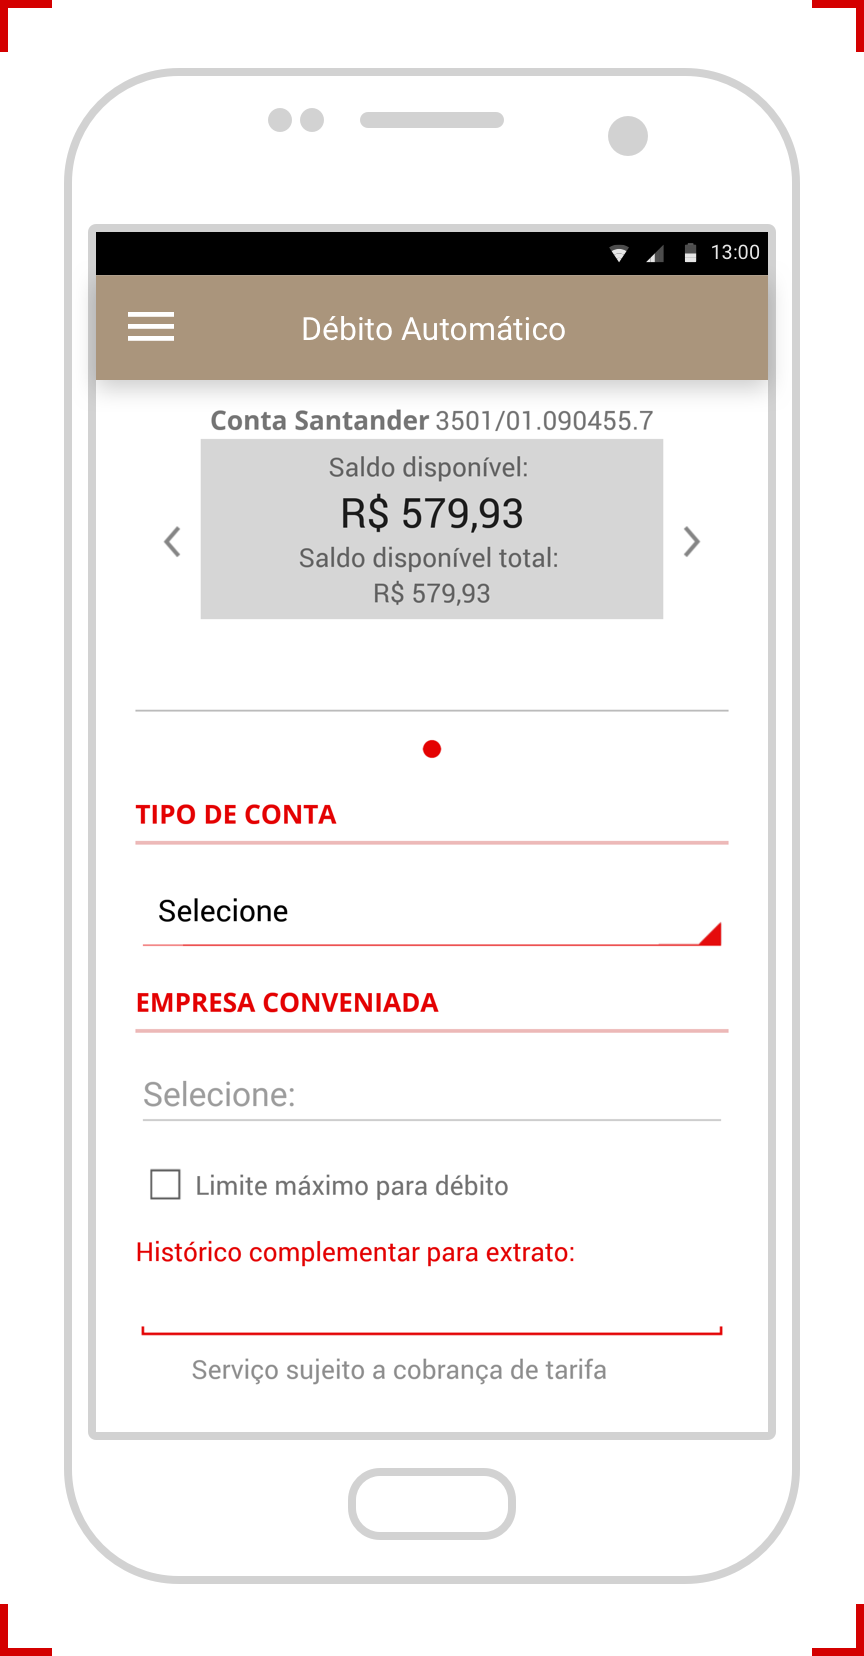 13:00
Débito Automático
Conta Santander 3501/01.090455.7
Saldo disponível:
R$ 579,93
Saldo disponível total:
R$ 579,93
TIPO DE CONTA
Selecione
EMPRESA CONVENIADA
Selecione:
Limite máximo para débito
Histórico complementar para extrato:
Serviço sujeito a cobrança de tarifa